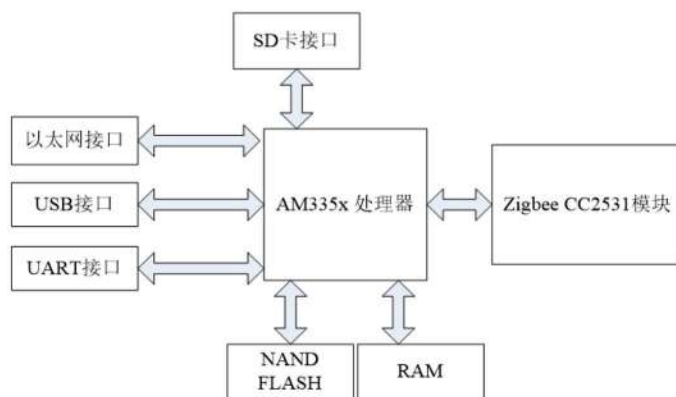 SD卡接口
以太网接口
USB接口
UART接口
AM335x 处理器
Zigbee CC2531模块
NAND
FLASH
RAM